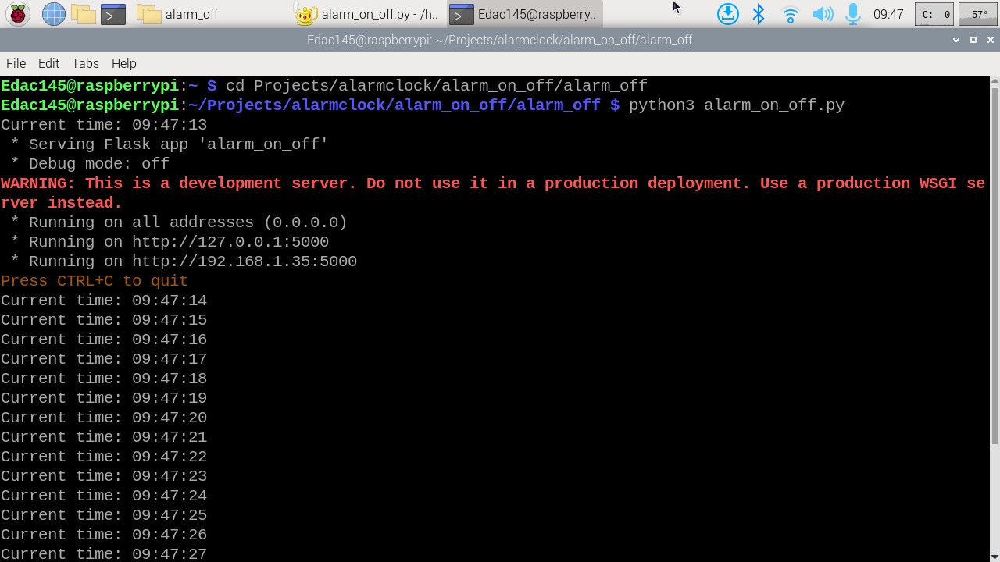 alarm_off
alarm_on_off.py - /h..
Edac145@raspberry..
09:47
C: 0
57°
Edac145@raspberrypi: ~/Projects/alarmclock/alarm_on_off/alarm_off
File Edit Tabs Help
Edac145@raspberrypi:~ $ cd Projects/alarmclock/alarm_on_off/alarm_off
Edac145@raspberrypi:~/Projects/alarmclock/alarm_on_off/alarm_off $ python3 alarm_on_off.py
Current time: 09:47:13
 * Serving Flask app 'alarm_on_off'
 * Debug mode: off
WARNING: This is a development server. Do not use it in a production deployment. Use a production WSGI se
rver instead.
 * Running on all addresses (0.0.0.0)
 * Running on http://127.0.0.1:5000
 * Running on http://192.168.1.35:5000
Press CTRL+C to quit
Current time: 09:47:14
Current time: 09:47:15
Current time: 09:47:16
Current time: 09:47:17
Current time: 09:47:18
Current time: 09:47:19
Current time: 09:47:20
Current time: 09:47:21
Current time: 09:47:22
Current time: 09:47:23
Current time: 09:47:24
Current time: 09:47:25
Current time: 09:47:26
Current time: 09:47:27